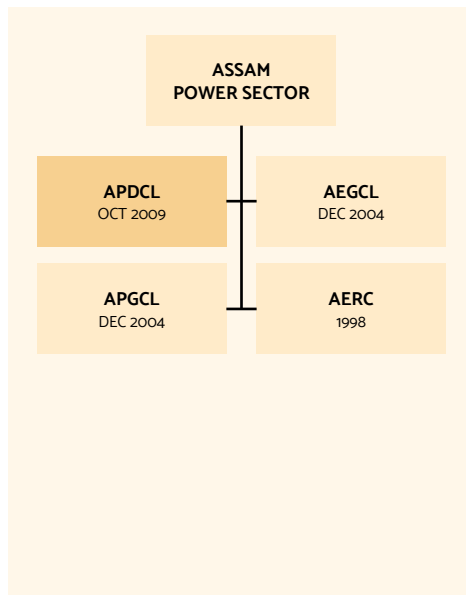 ASSAM
POWER SECTOR
APDCL
OCT 2009
AEGCL
DEC 2004
APGCL
DEC 2004
AERC
1998